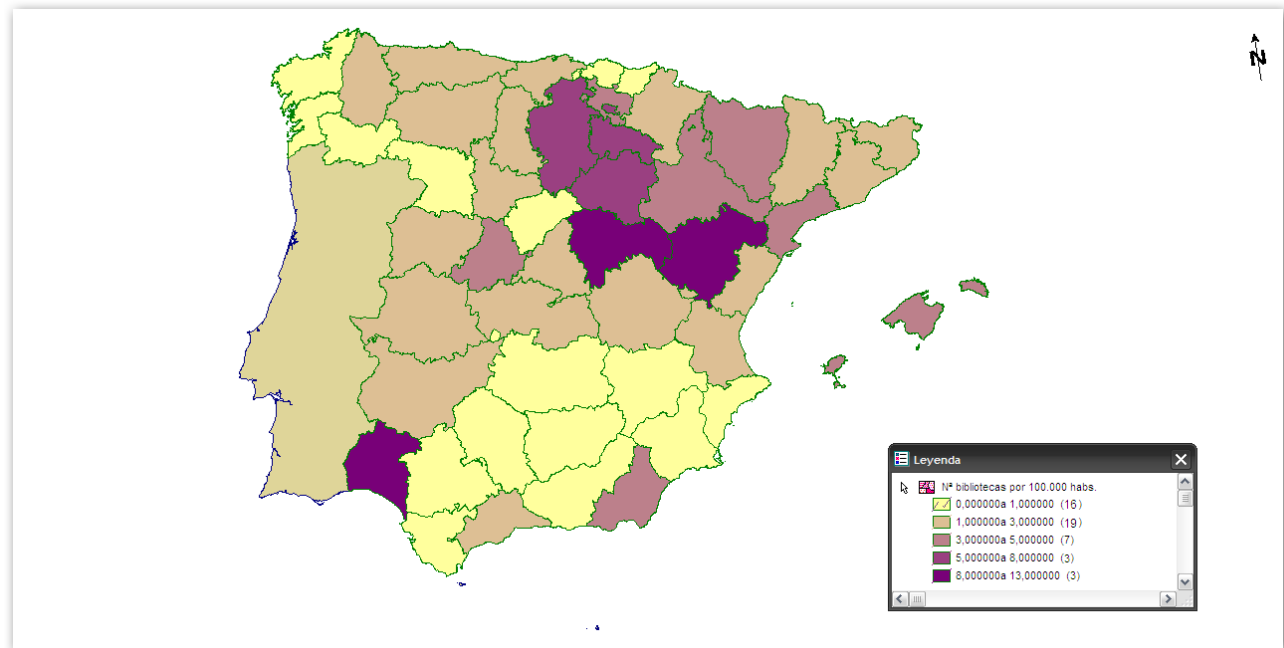 N
Leyenda
Nª bibliotecas por 100.000 habs.
0,000000a 1,000000 (16)
1,000000a 3,000000 (19)
3,000000a 5,000000 (7)
5,000000a 8,000000 (3)
8,000000a 13,000000 (3)